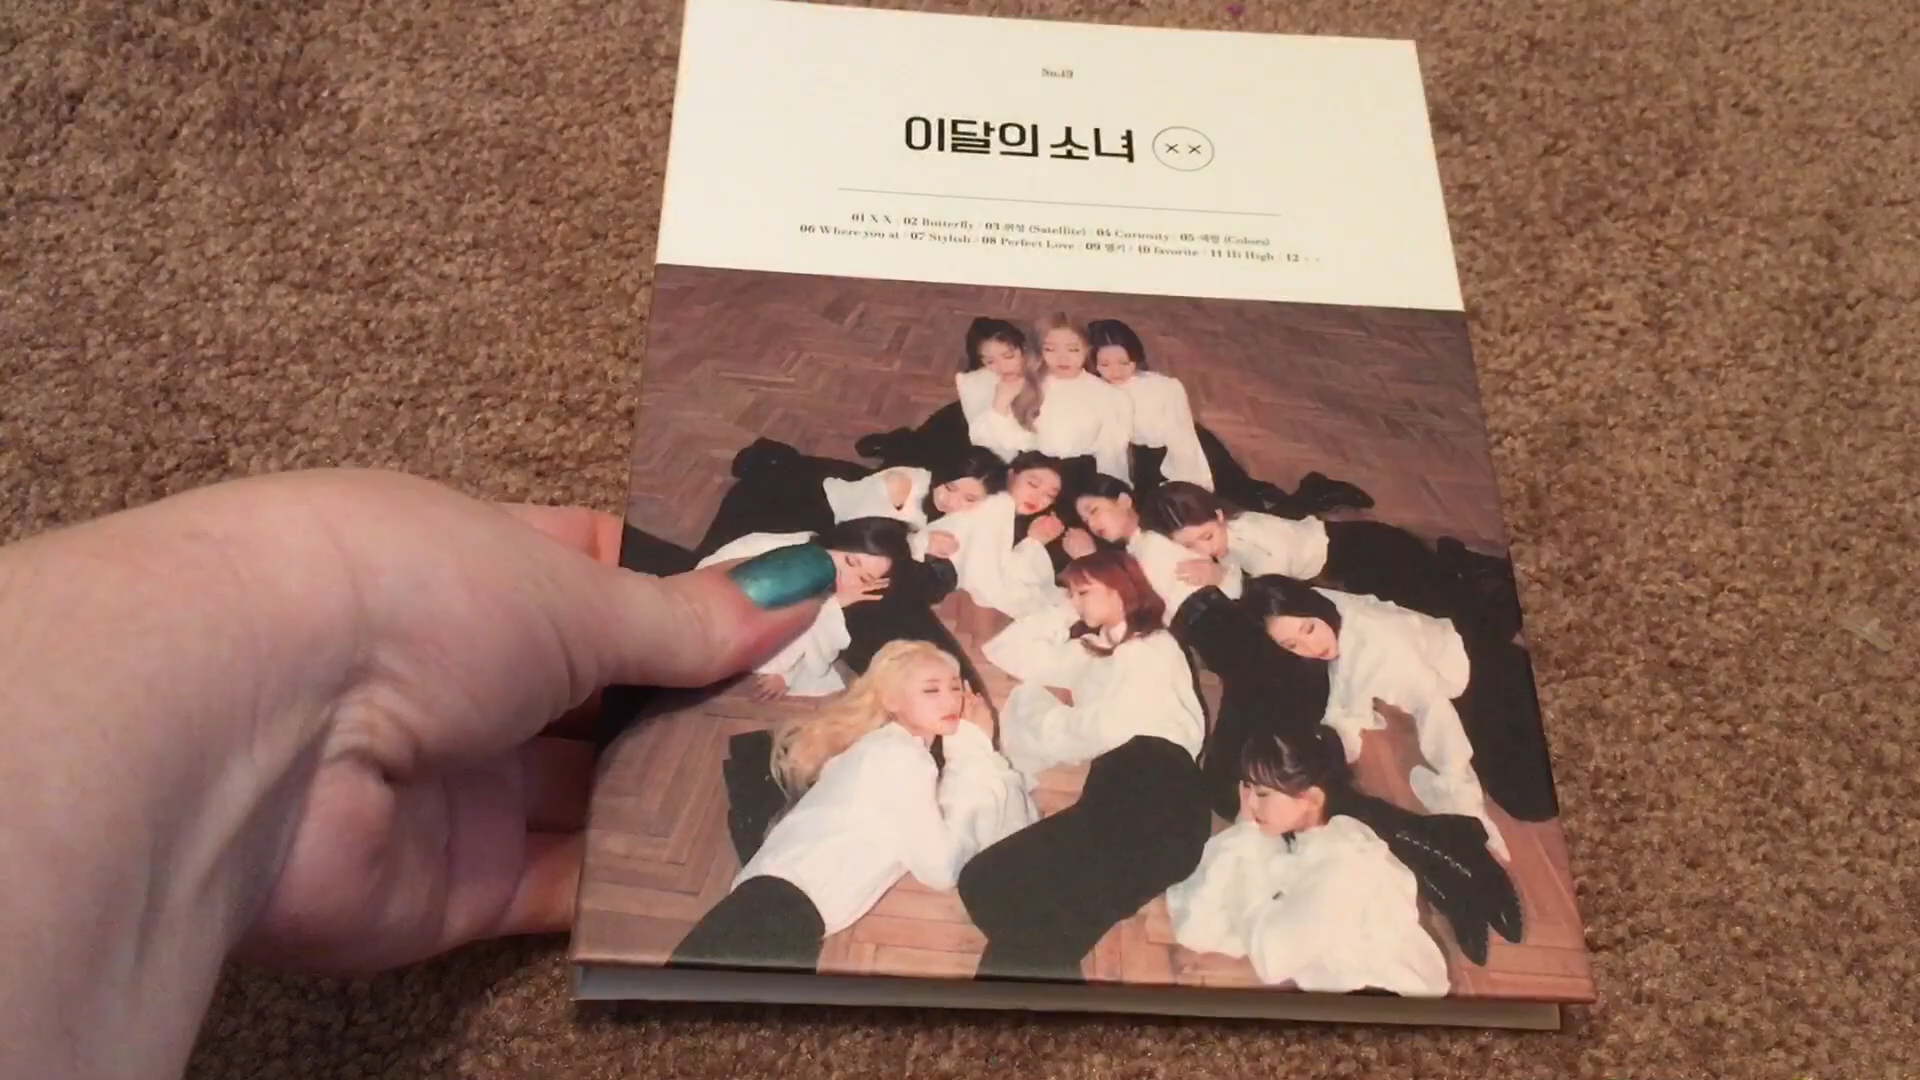 No.49
이달의 소녀 ××
01 X X / 02 Butterfly / 03 위성 (Satellite) / 04 Curiosity / 05 색깔 (Colors)
06 Where you at / 07 Stylish / 08 Perfect Love / 09 열기 / 10 favorite / 11 Hi High / 12 + +